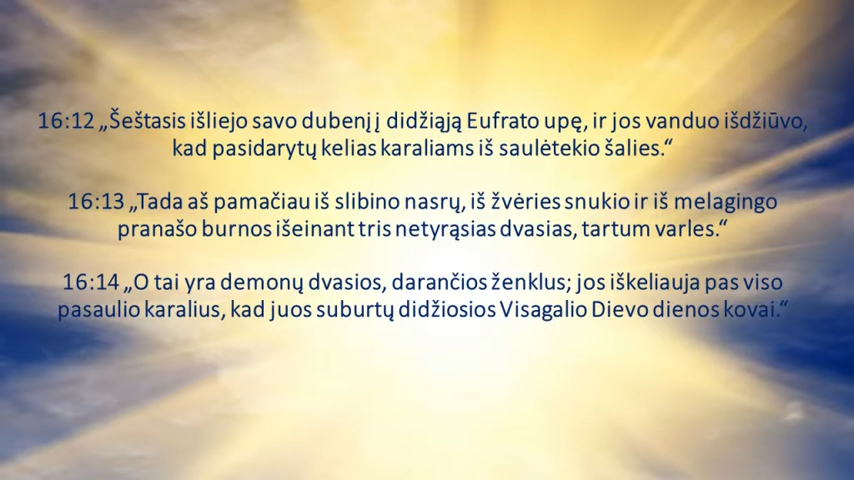 16:12 „Šeštasis išliejo savo dubenį į didžiąją Eufrato upę, ir jos vanduo išdžiūvo,
kad pasidarytų kelias karaliams iš saulėtekio šalies.“
16:13 „Tada aš pamačiau iš slibino nasrų, iš žvėries snukio ir iš melagingo
pranašo burnos išeinant tris netyrąsias dvasias, tartum varles.“
16:14 „O tai yra demonų dvasios, darančios ženklus; jos iškeliauja pas viso
pasaulio karalius, kad juos suburtų didžiosios Visagalio Dievo dienos kovai.“